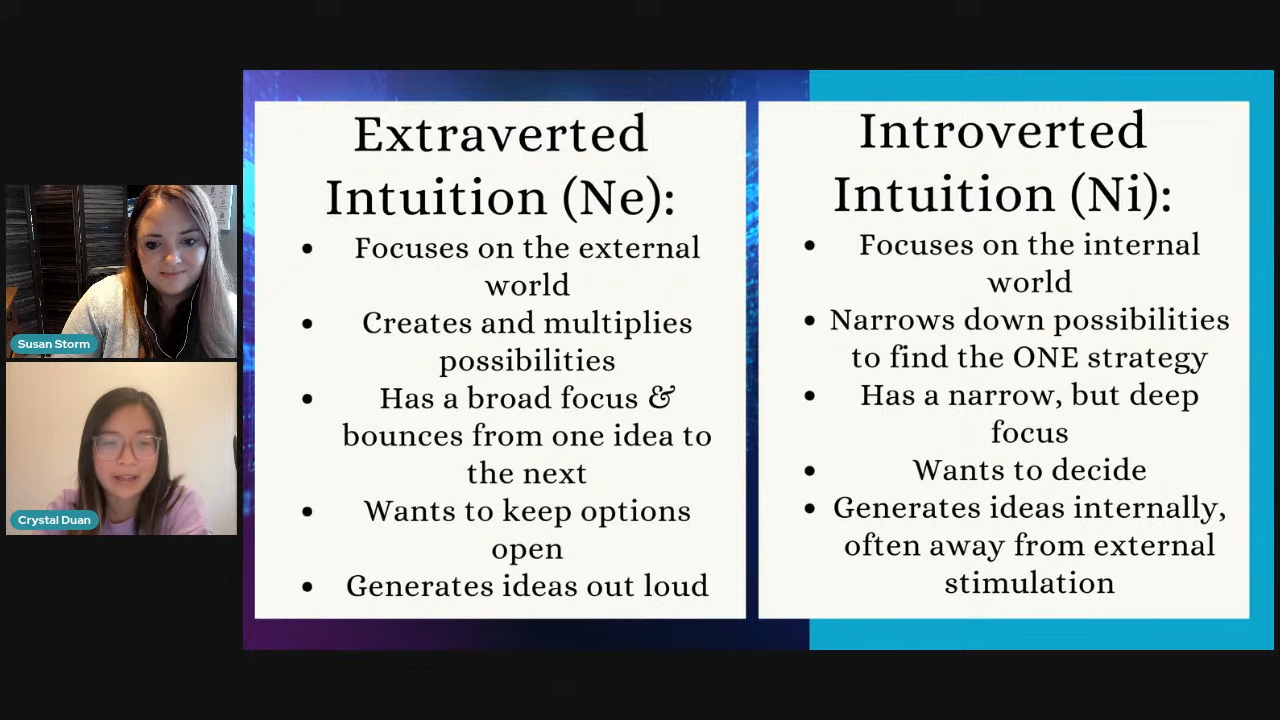 Susan Storm
Crystal Duan
Extraverted
Intuition (Ne):
• Focuses on the external
world
• Creates and multiplies
possibilities
• Has a broad focus &
bounces from one idea to
the next
• Wants to keep options
open
• Generates ideas out loud
Introverted
Intuition (Ni):
• Focuses on the internal
world
• Narrows down possibilities
to find the ONE strategy
• Has a narrow, but deep
focus
• Wants to decide
• Generates ideas internally,
often away from external
stimulation